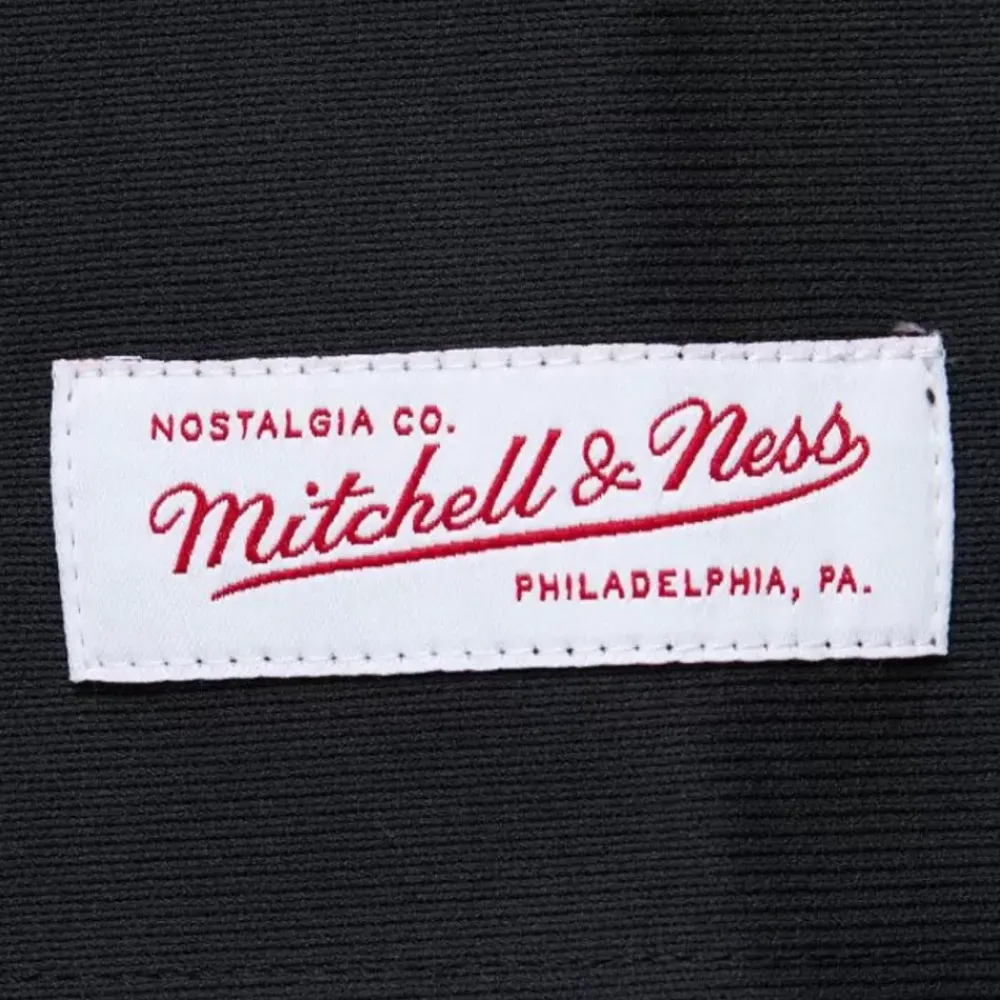 NOSTALGIA CO.
Mitchell & Ness
PHILADELPHIA, PA.